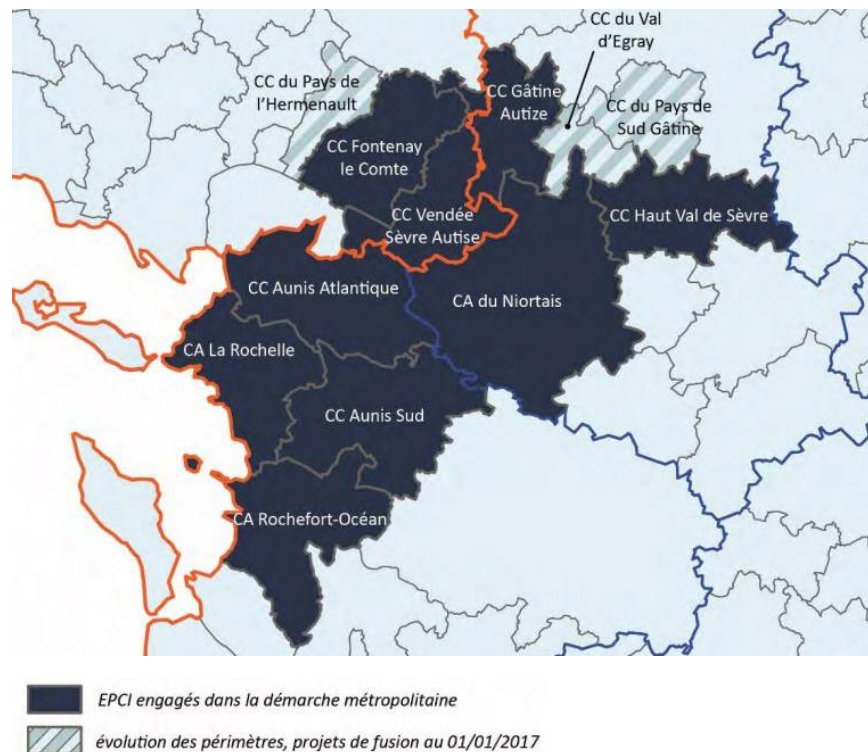 CC du Val
d'Egray
CC du Pays de
l'Hermenault
CC Gâtine
Autize
CC du Pays de
Sud Gâtine
CC Fontenay
le Comte
CC Vendée
Sèvre Autise
CC Haut Val de Sèvre
CC Aunis Atlantique
CA du Niortais
CA La Rochelle
CC Aunis Sud
CA Rochefort-Océan
EPCI engagés dans la démarche métropolitaine
évolution des périmètres, projets de fusion au 01/01/2017